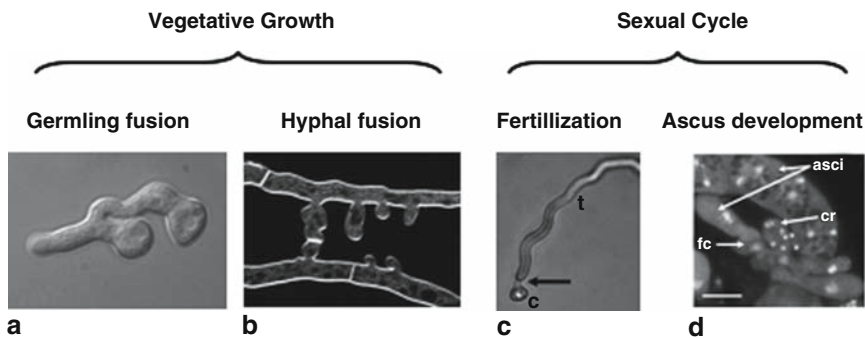 Vegetative Growth
Sexual Cycle
Germling fusion
Hyphal fusion
Fertillization
Ascus development
t
c
asci
cr
fc
a
b
c
d